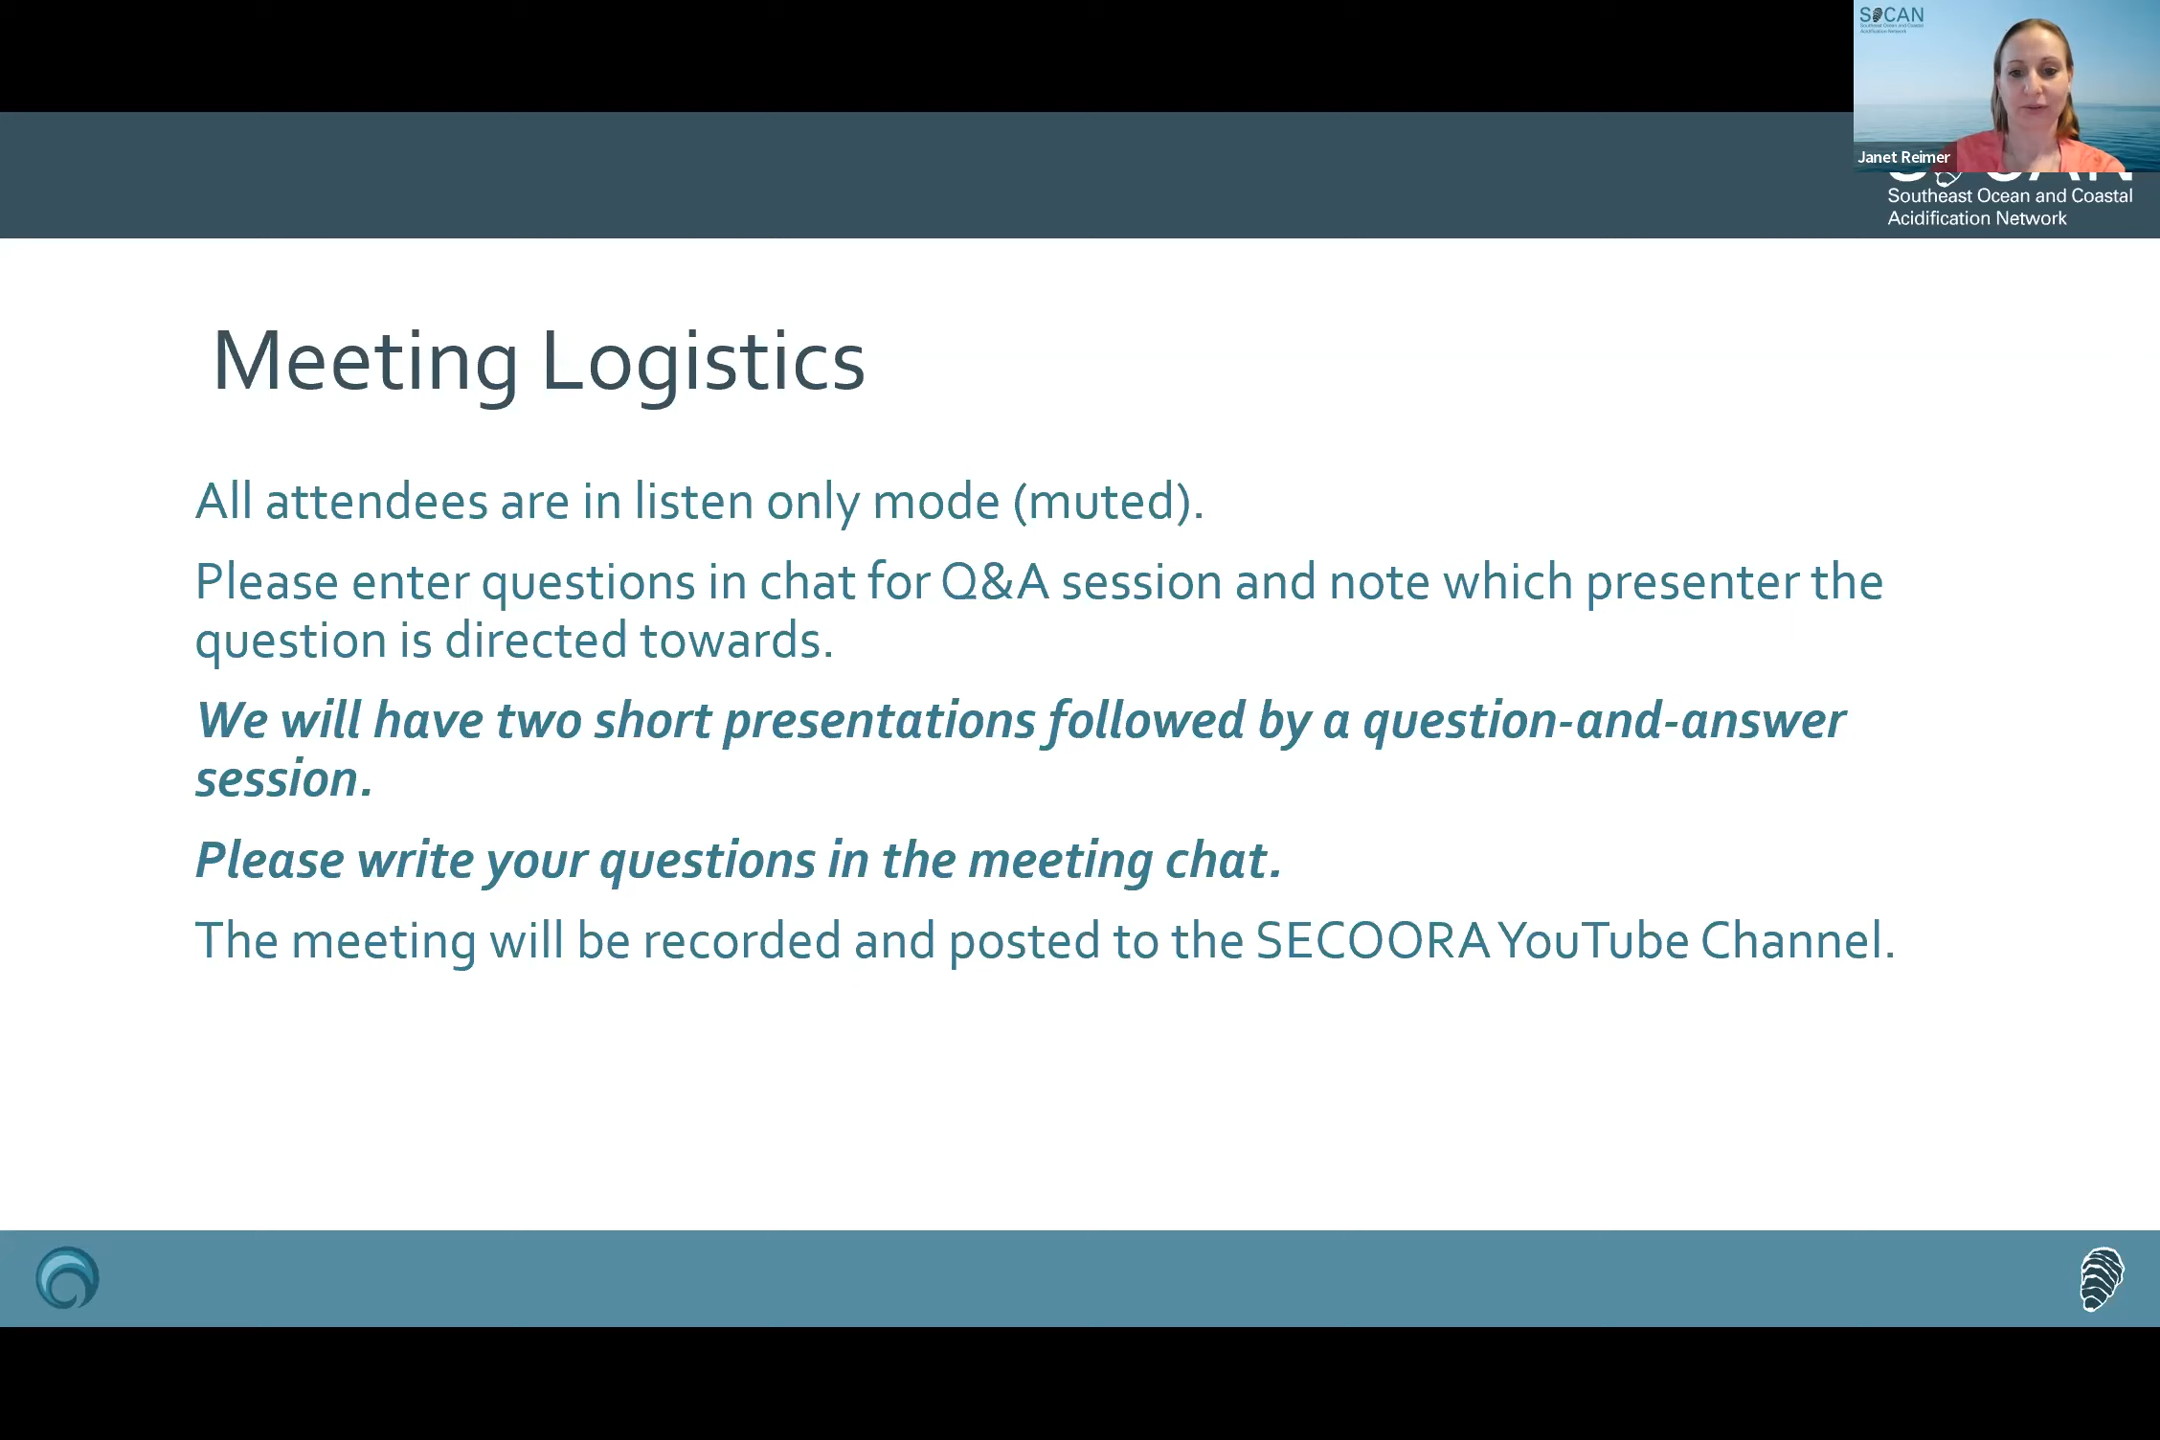 SOCAN
Janet Reimer
Southeast Ocean and Coastal
Acidification Network
Meeting Logistics
All attendees are in listen only mode (muted).
Please enter questions in chat for Q&A session and note which presenter the
question is directed towards.
We will have two short presentations followed by a question-and-answer
session.
Please write your questions in the meeting chat.
The meeting will be recorded and posted to the SECOORA YouTube Channel.